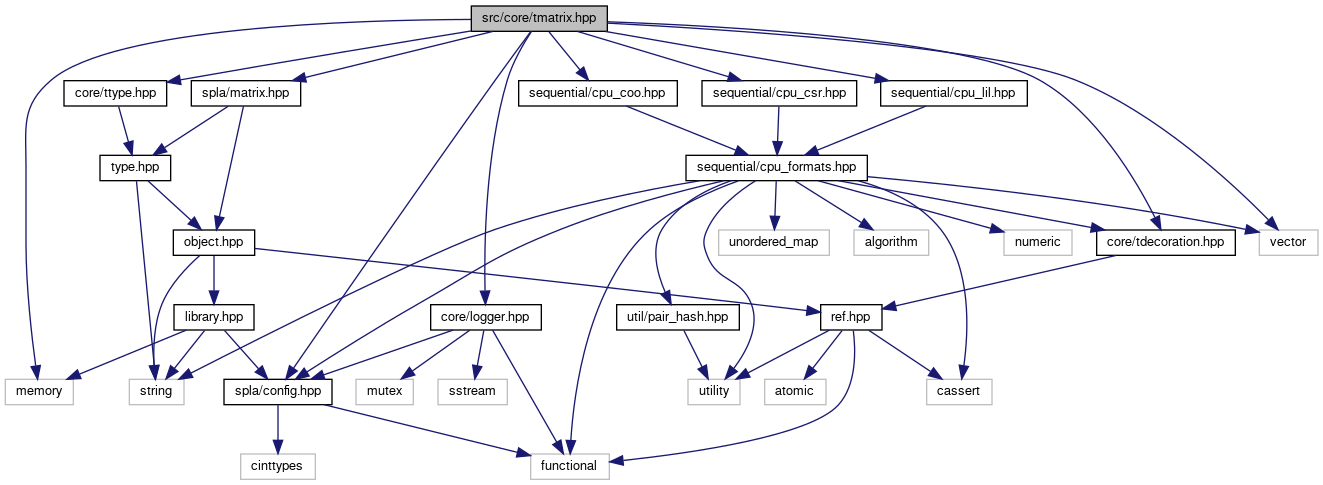 src/core/tmatrix.hpp
core/ttype.hpp
spla/matrix.hpp
sequential/cpu_coo.hpp
sequential/cpu_csr.hpp
sequential/cpu_lil.hpp
type.hpp
sequential/cpu_formats.hpp
object.hpp
unordered_map
algorithm
numeric
core/tdecoration.hpp
vector
library.hpp
core/logger.hpp
util/pair_hash.hpp
ref.hpp
memory
string
spla/config.hpp
mutex
sstream
utility
atomic
cassert
cinttypes
functional